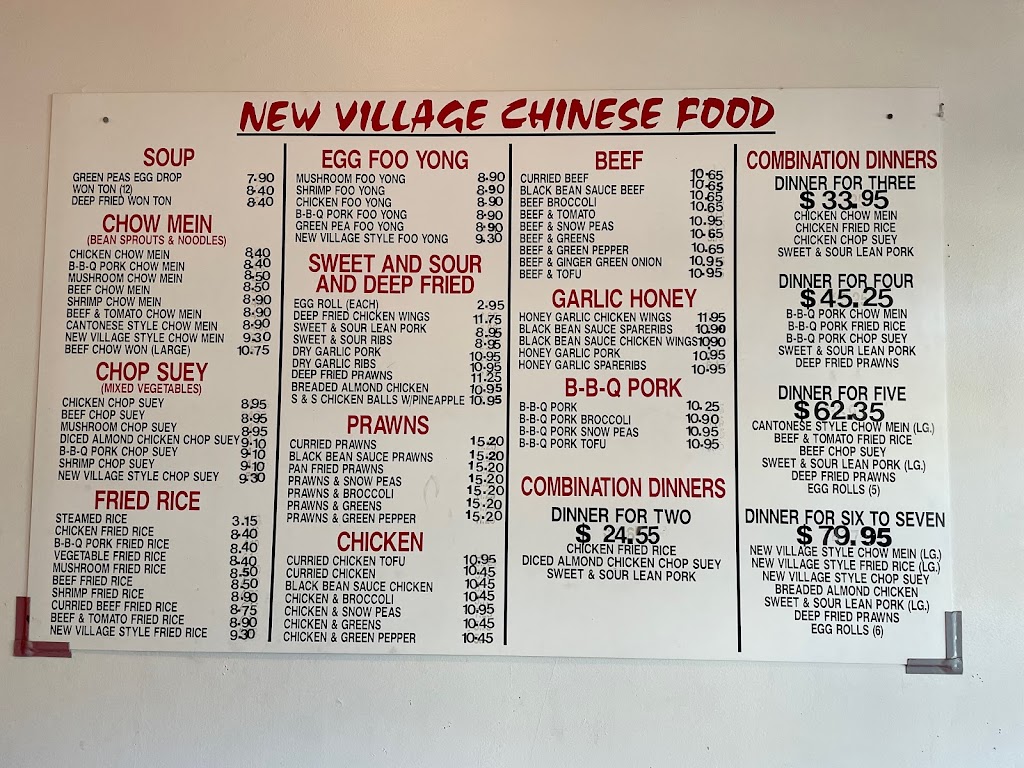 NEW VILLAGE CHINESE FOOD
SOUP
GREEN PEAS EGG DROP 7.90
WON TON (12) 8.40
DEEP FRIED WON TON 8.40
CHOW MEIN
(BEAN SPROUTS & NOODLES)
CHICKEN CHOW MEIN 8.40
B-B-Q PORK CHOW MEIN 8.40
MUSHROOM CHOW MEIN 8.50
BEEF CHOW MEIN 8.50
SHRIMP CHOW MEIN 8.90
BEEF & TOMATO CHOW MEIN 8.90
CANTONESE STYLE CHOW MEIN 8.90
NEW VILLAGE STYLE CHOW MEIN 9.30
BEEF CHOW WON (LARGE) 10.75
CHOP SUEY
(MIXED VEGETABLES)
CHICKEN CHOP SUEY 8.95
BEEF CHOP SUEY 8.95
MUSHROOM CHOP SUEY 8.95
DICED ALMOND CHICKEN CHOP SUEY 9.10
B-B-Q PORK CHOP SUEY 9.10
SHRIMP CHOP SUEY 9.10
NEW VILLAGE STYLE CHOP SUEY 9.30
FRIED RICE
STEAMED RICE 3.15
CHICKEN FRIED RICE 8.40
B-B-Q PORK FRIED RICE 8.40
VEGETABLE FRIED RICE 8.40
MUSHROOM FRIED RICE 8.50
BEEF FRIED RICE 8.50
SHRIMP FRIED RICE 8.90
CURRIED BEEF FRIED RICE 8.75
BEEF & TOMATO FRIED RICE 8.90
NEW VILLAGE STYLE FRIED RICE 9.30
EGG FOO YONG
MUSHROOM FOO YONG 8.90
SHRIMP FOO YONG 8.90
CHICKEN FOO YONG 8.90
B-B-Q PORK FOO YONG 8.90
GREEN PEA FOO YONG 8.90
NEW VILLAGE STYLE FOO YONG 9.30
SWEET AND SOUR
AND DEEP FRIED
EGG ROLL (EACH) 2.95
DEEP FRIED CHICKEN WINGS 11.75
SWEET & SOUR LEAN PORK 8.95
SWEET & SOUR RIBS 8.95
DRY GARLIC PORK 10.95
DRY GARLIC RIBS 10.95
DEEP FRIED PRAWNS 11.25
BREADED ALMOND CHICKEN 10.95
S & S CHICKEN BALLS W/PINEAPPLE 10.95
PRAWNS
CURRIED PRAWNS 15.20
BLACK BEAN SAUCE PRAWNS 15.20
PAN FRIED PRAWNS 15.20
PRAWNS & SNOW PEAS 15.20
PRAWNS & BROCCOLI 15.20
PRAWNS & GREENS 15.20
PRAWNS & GREEN PEPPER 15.20
CHICKEN
CURRIED CHICKEN TOFU 10.95
CURRIED CHICKEN 10.45
BLACK BEAN SAUCE CHICKEN 10.45
CHICKEN & BROCCOLI 10.45
CHICKEN & SNOW PEAS 10.95
CHICKEN & GREENS 10.45
CHICKEN & GREEN PEPPER 10.45
BEEF
CURRIED BEEF 10.65
BLACK BEAN SAUCE BEEF 10.65
BEEF BROCCOLI 10.65
BEEF & TOMATO 10.65
BEEF & SNOW PEAS 10.95
BEEF & GREENS 10.65
BEEF & GREEN PEPPER 10.65
BEEF & GINGER GREEN ONION 10.95
BEEF & TOFU 10.95
GARLIC HONEY
HONEY GARLIC CHICKEN WINGS 11.95
BLACK BEAN SAUCE SPARERIBS 10.90
BLACK BEAN SAUCE CHICKEN WINGS 10.90
HONEY GARLIC PORK 10.95
HONEY GARLIC SPARERIBS 10.95
B-B-Q PORK
B-B-Q PORK 10.25
B-B-Q PORK BROCCOLI 10.90
B-B-Q PORK SNOW PEAS 10.95
B-B-Q PORK TOFU 10.95
COMBINATION DINNERS
DINNER FOR TWO
$ 24.55
CHICKEN FRIED RICE
DICED ALMOND CHICKEN CHOP SUEY
SWEET & SOUR LEAN PORK
COMBINATION DINNERS
DINNER FOR THREE
$ 33.95
CHICKEN CHOW MEIN
CHICKEN FRIED RICE
CHICKEN CHOP SUEY
SWEET & SOUR LEAN PORK
DINNER FOR FOUR
$ 45.25
B-B-Q PORK CHOW MEIN
B-B-Q PORK FRIED RICE
B-B-Q PORK CHOP SUEY
SWEET & SOUR LEAN PORK
DEEP FRIED PRAWNS
DINNER FOR FIVE
$ 62.35
CANTONESE STYLE CHOW MEIN (LG.)
BEEF & TOMATO FRIED RICE
BEEF CHOP SUEY
SWEET & SOUR LEAN PORK (LG.)
DEEP FRIED PRAWNS
EGG ROLLS (5)
DINNER FOR SIX TO SEVEN
$ 79.95
NEW VILLAGE STYLE CHOW MEIN (LG.)
NEW VILLAGE STYLE FRIED RICE (LG.)
NEW VILLAGE STYLE CHOP SUEY
BREADED ALMOND CHICKEN
SWEET & SOUR LEAN PORK (LG.)
DEEP FRIED PRAWNS
EGG ROLLS (6)